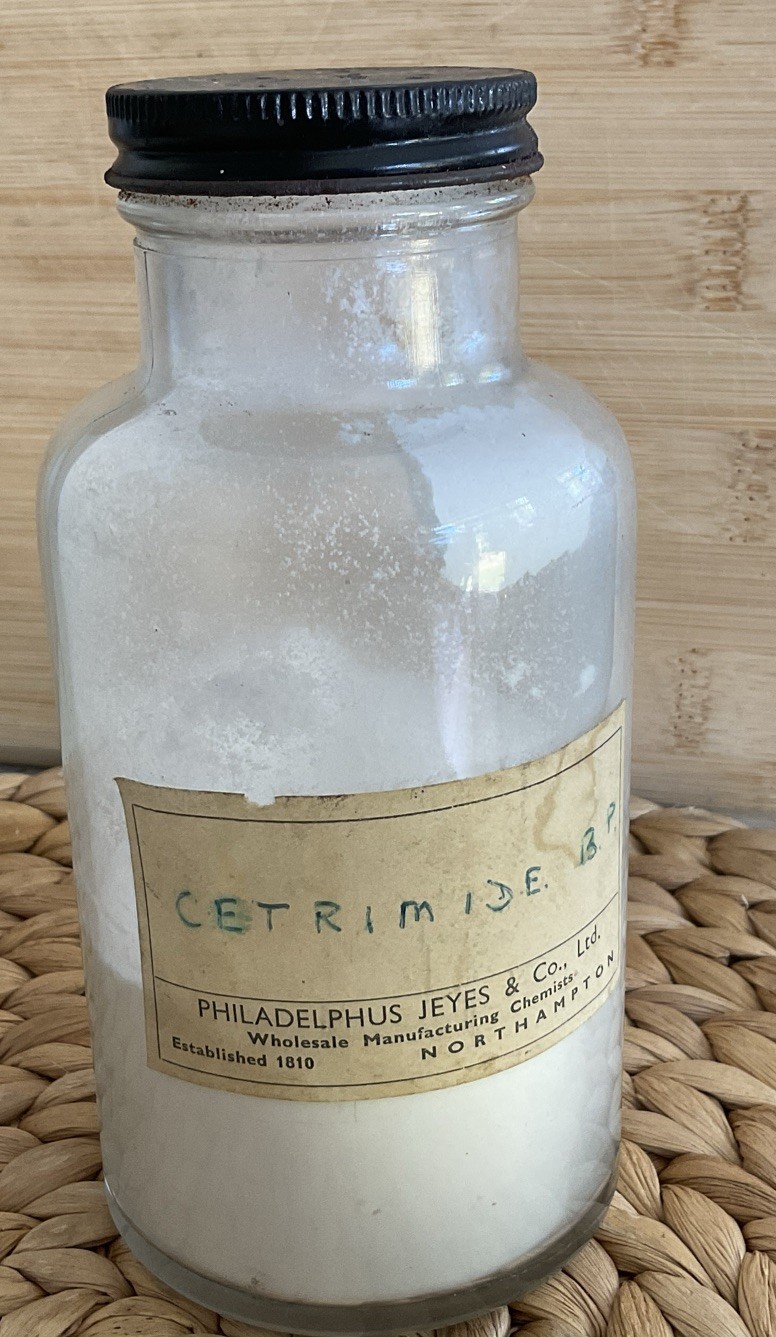 CETRIMIDE. B.P.
PHILADELPHUS JEYES & Co., Ltd.
Wholesale Manufacturing Chemists
Established 1810 NORTHAMPTON